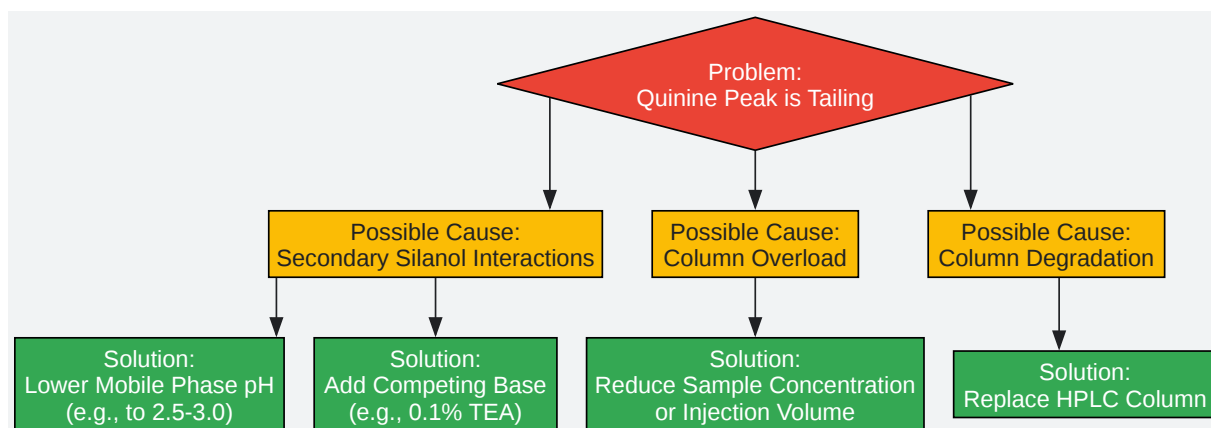 Problem:
Quinine Peak is Tailing
Possible Cause:
Secondary Silanol Interactions
Possible Cause:
Column Overload
Possible Cause:
Column Degradation
Solution:
Lower Mobile Phase pH
(e.g., to 2.5-3.0)
Solution:
Add Competing Base
(e.g., 0.1% TEA)
Solution:
Reduce Sample Concentration
or Injection Volume
Solution:
Replace HPLC Column